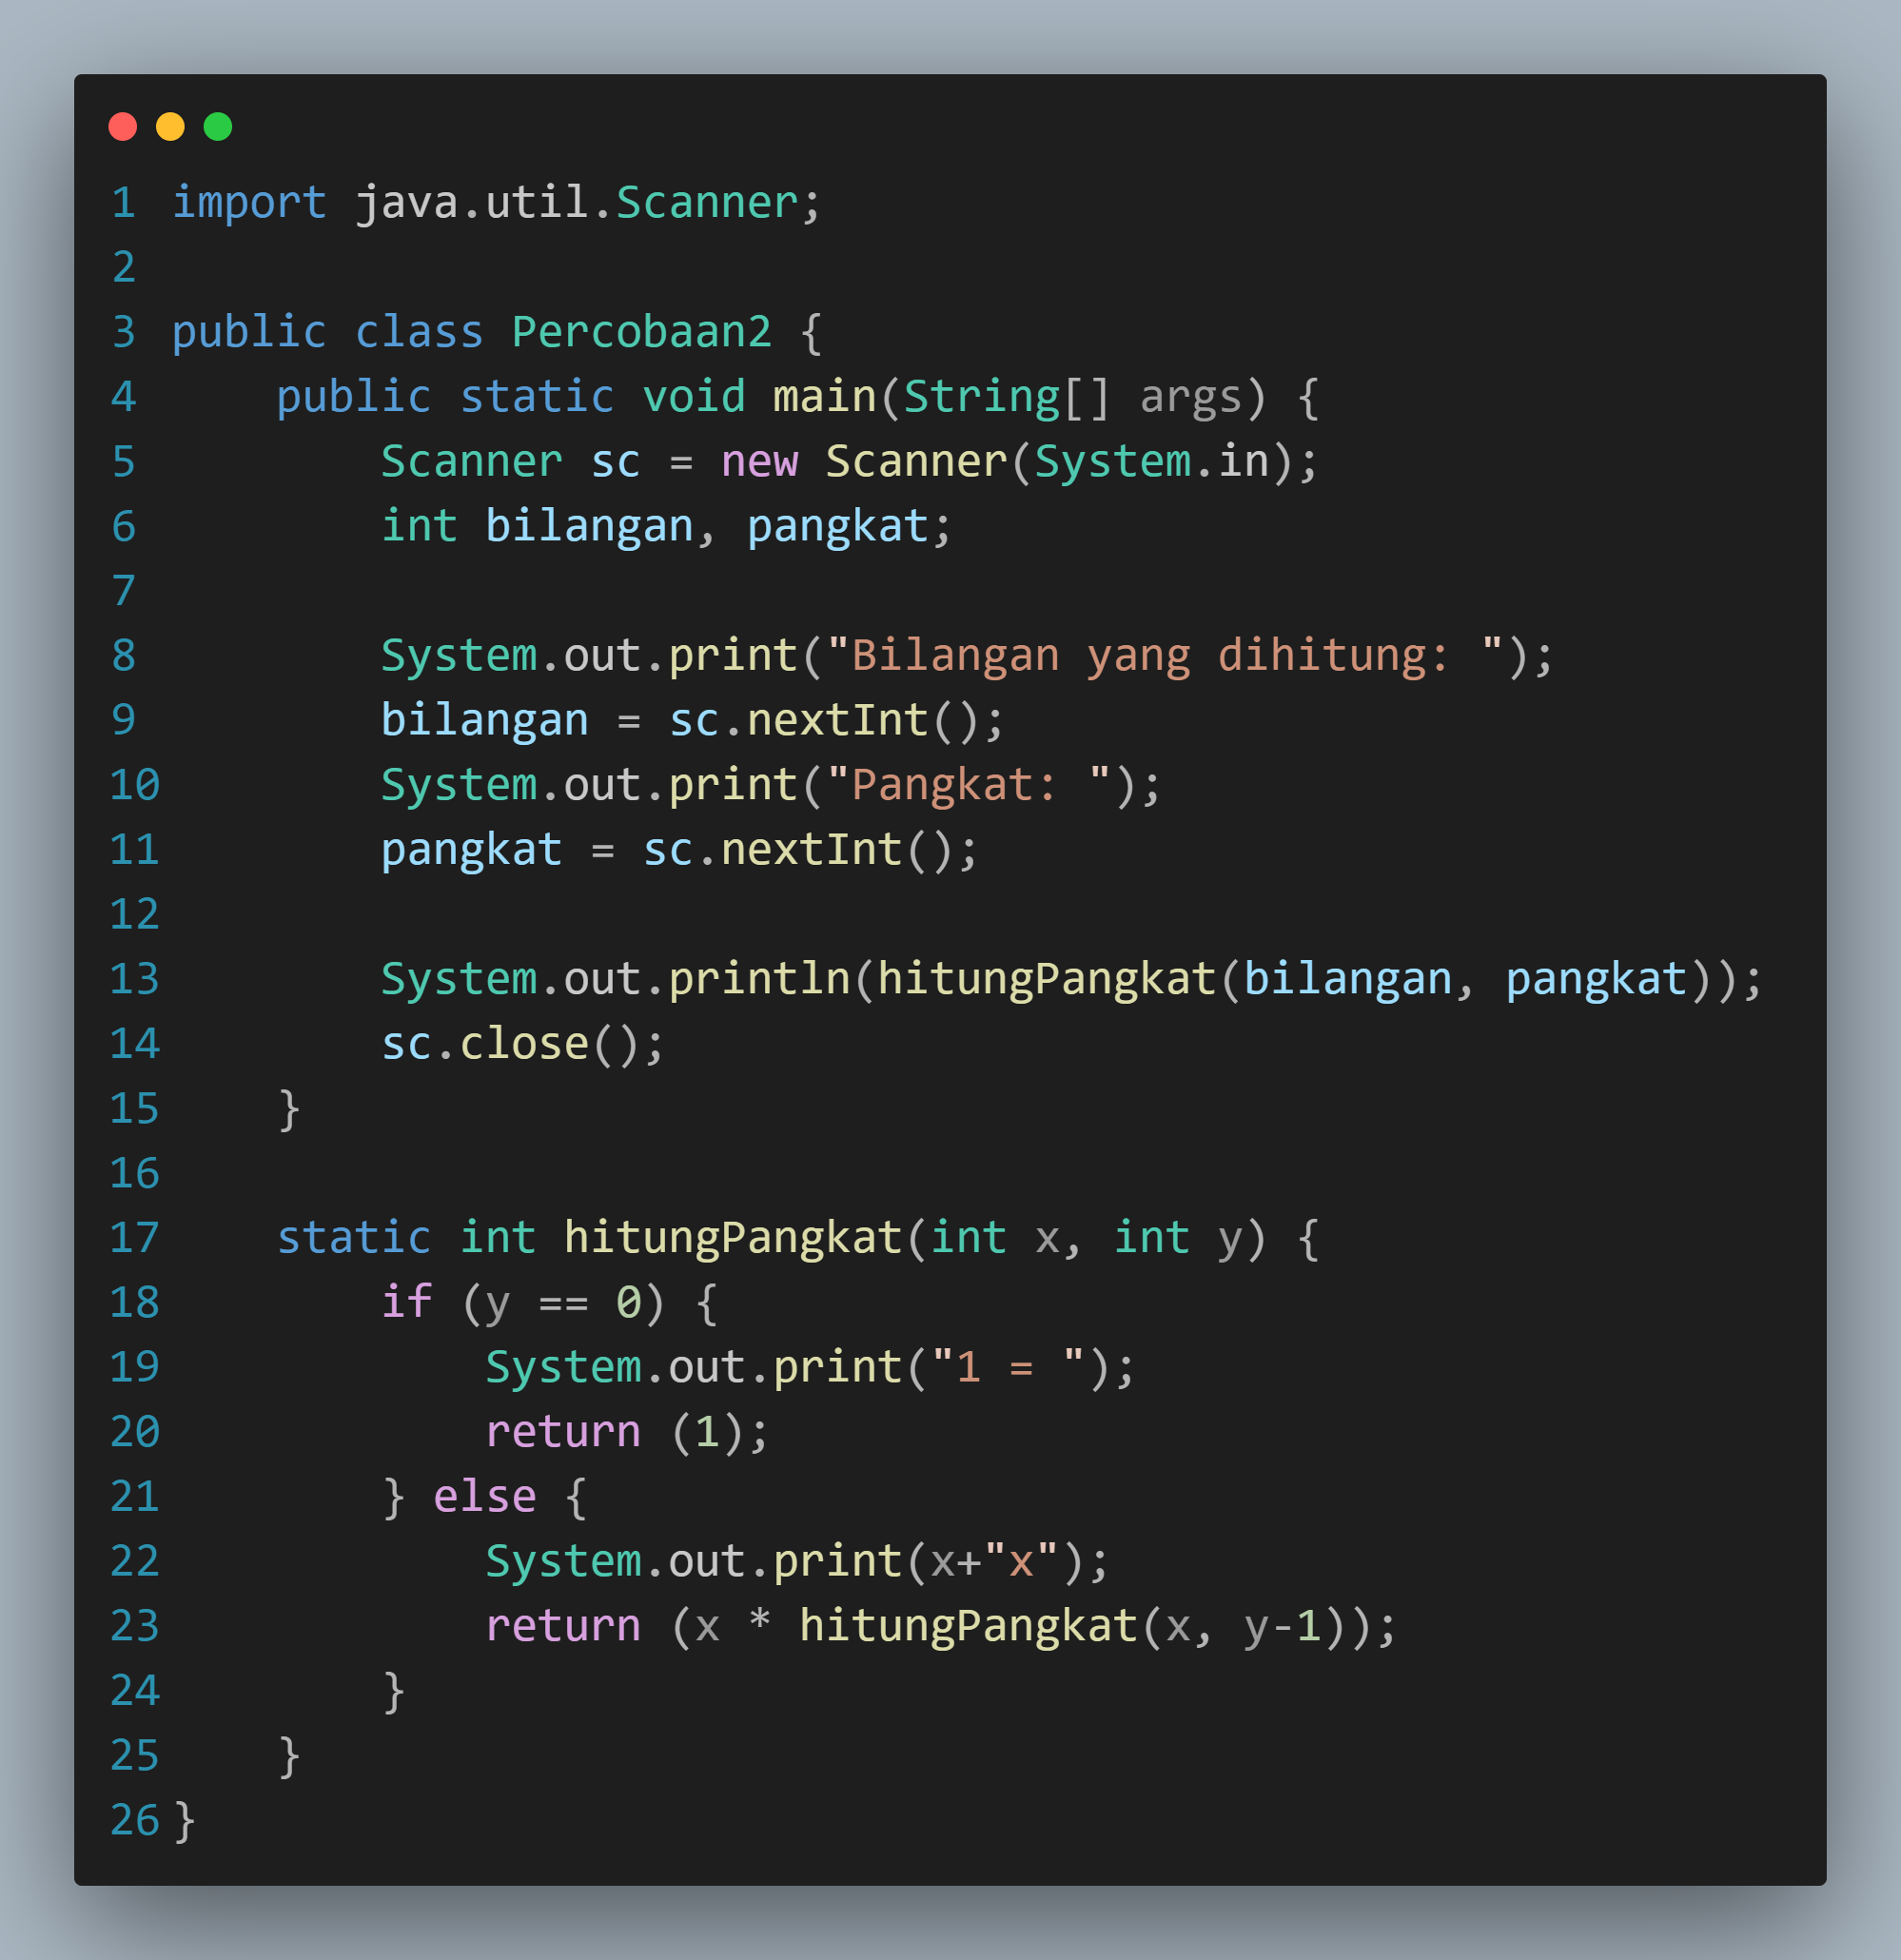 1 import java.util.Scanner;
2
3 public class Percobaan2 {
4     public static void main(String[] args) {
5         Scanner sc = new Scanner(System.in);
6         int bilangan, pangkat;
7
8         System.out.print("Bilangan yang dihitung: ");
9         bilangan = sc.nextInt();
10         System.out.print("Pangkat: ");
11         pangkat = sc.nextInt();
12
13         System.out.println(hitungPangkat(bilangan, pangkat));
14         sc.close();
15     }
16
17     static int hitungPangkat(int x, int y) {
18         if (y == 0) {
19             System.out.print("1 = ");
20             return (1);
21         } else {
22             System.out.print(x+"x");
23             return (x * hitungPangkat(x, y-1));
24         }
25     }
26 }